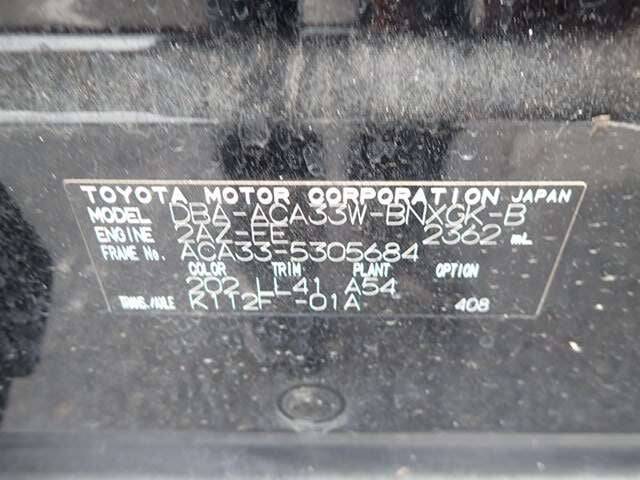 TOYOTA MOTOR CORPORATION JAPAN
MODEL DBA-ACA33W-BNXGK-B
ENGINE 2AZ-FE 2362 mL
FRAME No. ACA33-5305684
COLOR TRIM PLANT OPTION
202 LL41 A54
TRANS./AXLE K112F -01A 408